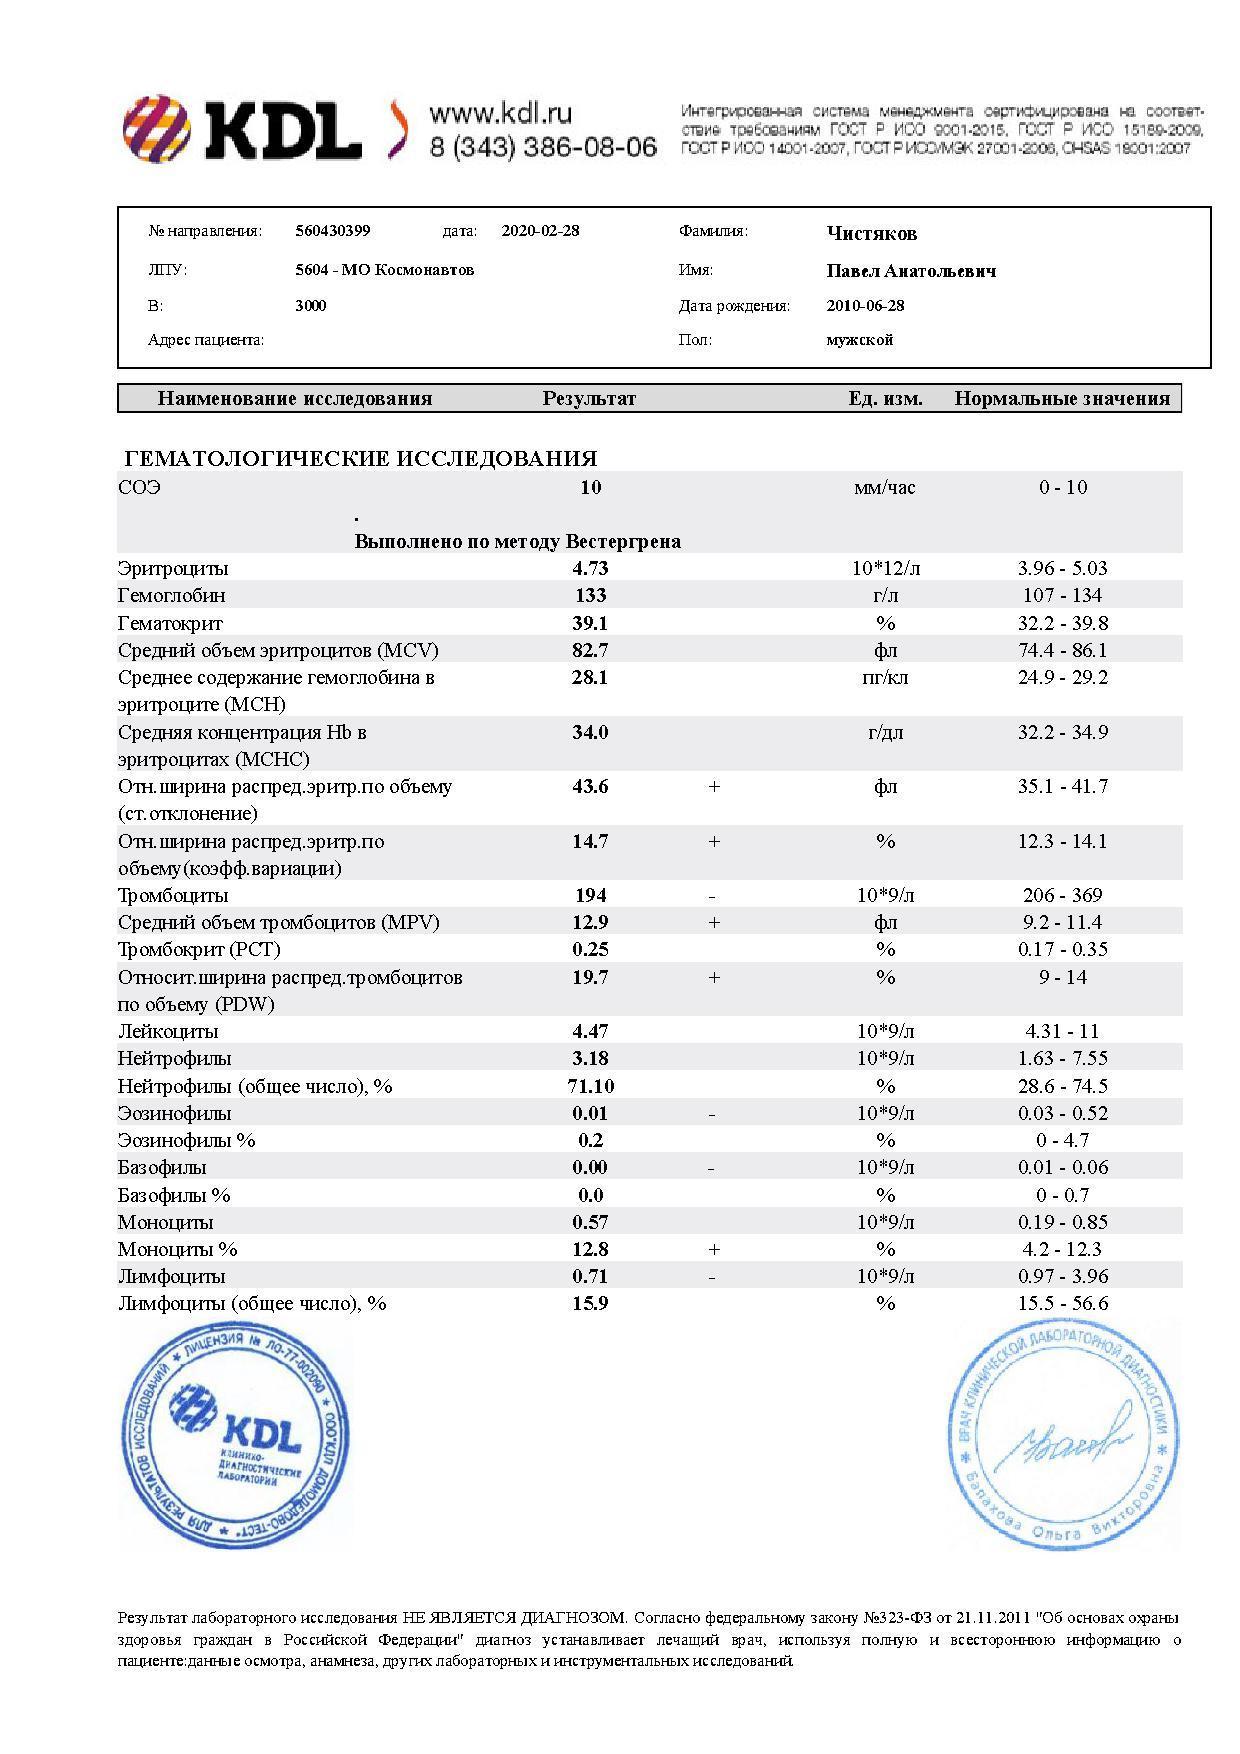 KDL
www.kdl.ru
8 (343) 386-08-06
Интегрированная система менеджмента сертифицирована на соответ-
ствие требованиям ГОСТ Р ИСО 9001-2015, ГОСТ Р ИСО 15189-2009,
ГОСТ Р ИСО 14001-2007, ГОСТ Р ИСО/МЭК 27001-2006, OHSAS 18001:2007
№ направления: 560430399 дата: 2020-02-28 Фамилия: Чистяков
ЛПУ: 5604 - МО Космонавтов Имя: Павел Анатольевич
В: 3000 Дата рождения: 2010-06-28
Адрес пациента: Пол: мужской
Наименование исследования Результат Ед. изм. Нормальные значения
ГЕМАТОЛОГИЧЕСКИЕ ИССЛЕДОВАНИЯ
СОЭ 10 мм/час 0 - 10
.
Выполнено по методу Вестергрена
Эритроциты 4.73 10*12/л 3.96 - 5.03
Гемоглобин 133 г/л 107 - 134
Гематокрит 39.1 % 32.2 - 39.8
Средний объем эритроцитов (MCV) 82.7 фл 74.4 - 86.1
Среднее содержание гемоглобина в 28.1 пг/кл 24.9 - 29.2
эритроците (MCH)
Средняя концентрация Hb в 34.0 г/дл 32.2 - 34.9
эритроцитах (MCHC)
Отн.ширина распред.эритр.по объему 43.6 + фл 35.1 - 41.7
(ст.отклонение)
Отн.ширина распред.эритр.по 14.7 + % 12.3 - 14.1
объему(коэфф.вариации)
Тромбоциты 194 - 10*9/л 206 - 369
Средний объем тромбоцитов (MPV) 12.9 + фл 9.2 - 11.4
Тромбокрит (PCT) 0.25 % 0.17 - 0.35
Относит.ширина распред.тромбоцитов 19.7 + % 9 - 14
по объему (PDW)
Лейкоциты 4.47 10*9/л 4.31 - 11
Нейтрофилы 3.18 10*9/л 1.63 - 7.55
Нейтрофилы (общее число), % 71.10 % 28.6 - 74.5
Эозинофилы 0.01 - 10*9/л 0.03 - 0.52
Эозинофилы % 0.2 % 0 - 4.7
Базофилы 0.00 - 10*9/л 0.01 - 0.06
Базофилы % 0.0 % 0 - 0.7
Моноциты 0.57 10*9/л 0.19 - 0.85
Моноциты % 12.8 + % 4.2 - 12.3
Лимфоциты 0.71 - 10*9/л 0.97 - 3.96
Лимфоциты (общее число), % 15.9 % 15.5 - 56.6
* ЛИЦЕНЗИЯ № ЛО-77-002090 * ООО "КДЛ ДОМОДЕДОВО-ТЕСТ" * ДЛЯ РЕЗУЛЬТАТОВ ИССЛЕДОВАНИЙ
KDL
КЛИНИКО-
ДИАГНОСТИЧЕСКИЕ
ЛАБОРАТОРИИ
* ВРАЧ КЛИНИЧЕСКОЙ ЛАБОРАТОРНОЙ ДИАГНОСТИКИ *
Ольга Викторовна
Результат лабораторного исследования НЕ ЯВЛЯЕТСЯ ДИАГНОЗОМ. Согласно федеральному закону №323-ФЗ от 21.11.2011 "Об основах охраны
здоровья граждан в Российской Федерации" диагноз устанавливает лечащий врач, используя полную и всестороннюю информацию о
пациенте:данные осмотра, анамнеза, других лабораторных и инструментальных исследований.